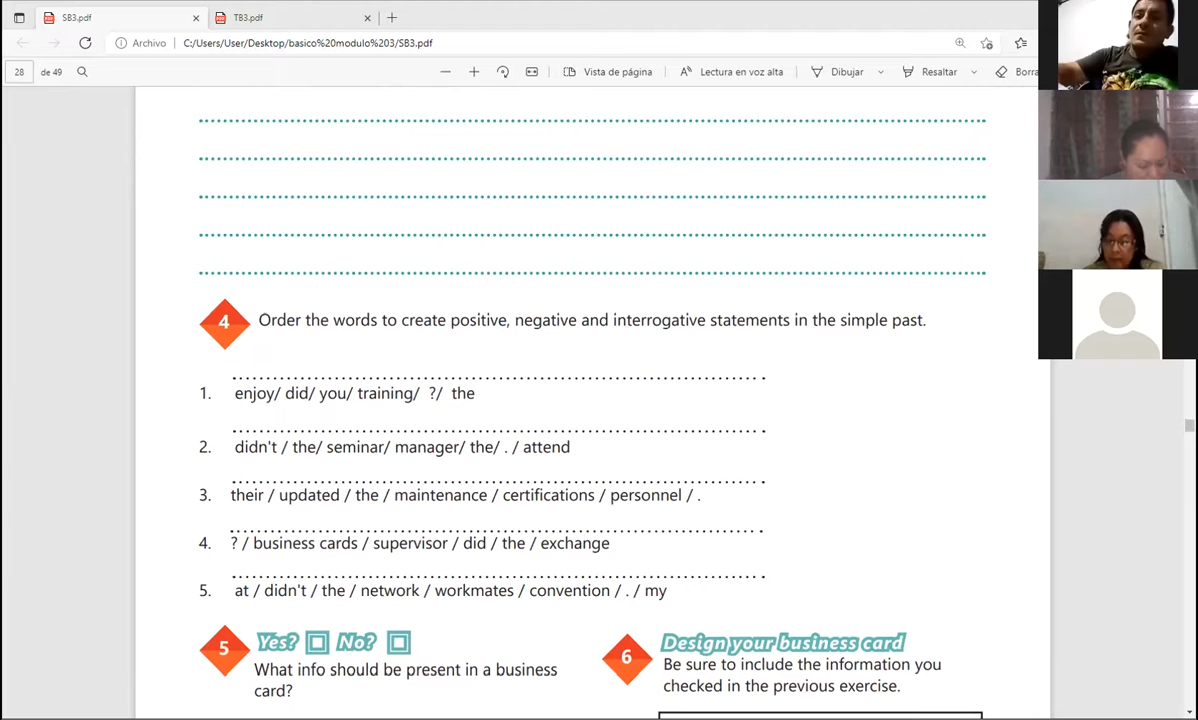 SB3.pdf
TB3.pdf
Archivo
C:/Users/User/Desktop/basico%20modulo%203/SB3.pdf
28 de 49
Vista de página
Lectura en voz alta
Dibujar
Resaltar
Borra
4 Order the words to create positive, negative and interrogative statements in the simple past.
1. enjoy/ did/ you/ training/ ?/ the
2. didn't / the/ seminar/ manager/ the/ . / attend
3. their / updated / the / maintenance / certifications / personnel / .
4. ? / business cards / supervisor / did / the / exchange
5. at / didn't / the / network / workmates / convention / . / my
5 Yes? No?
What info should be present in a business
card?
6 Design your business card
Be sure to include the information you
checked in the previous exercise.